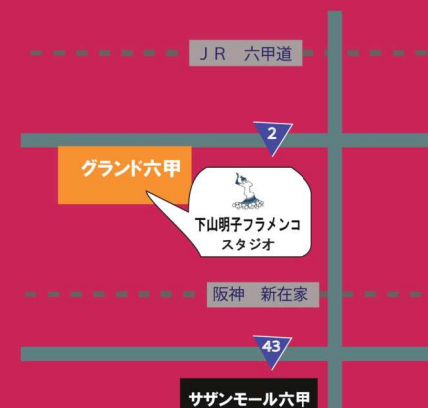 JR 六甲道
2
グランド六甲
下山明子フラメンコ
スタジオ
阪神 新在家
43
サザンモール六甲